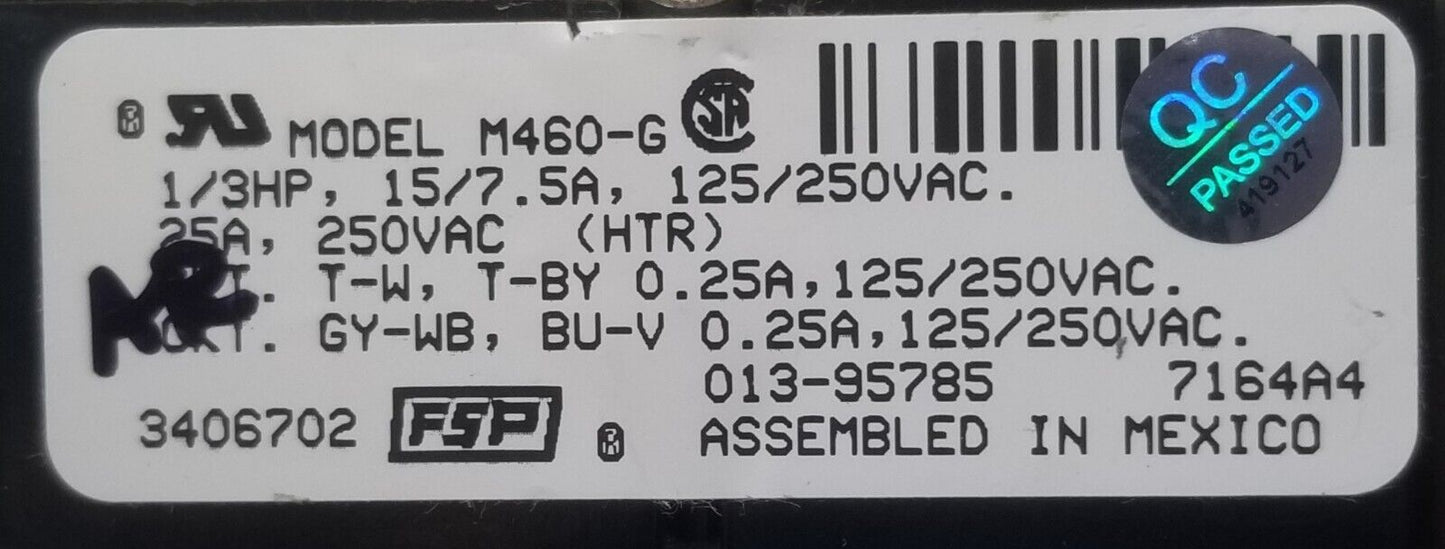 MODEL M460-G
1/3HP, 15/7.5A, 125/250VAC.
25A, 250VAC (HTR)
T-W, T-BY 0.25A,125/250VAC.
GY-WB, BU-V 0.25A,125/250VAC.
013-95785 7164A4
3406702 FSP ASSEMBLED IN MEXICO
QC
PASSED
419127